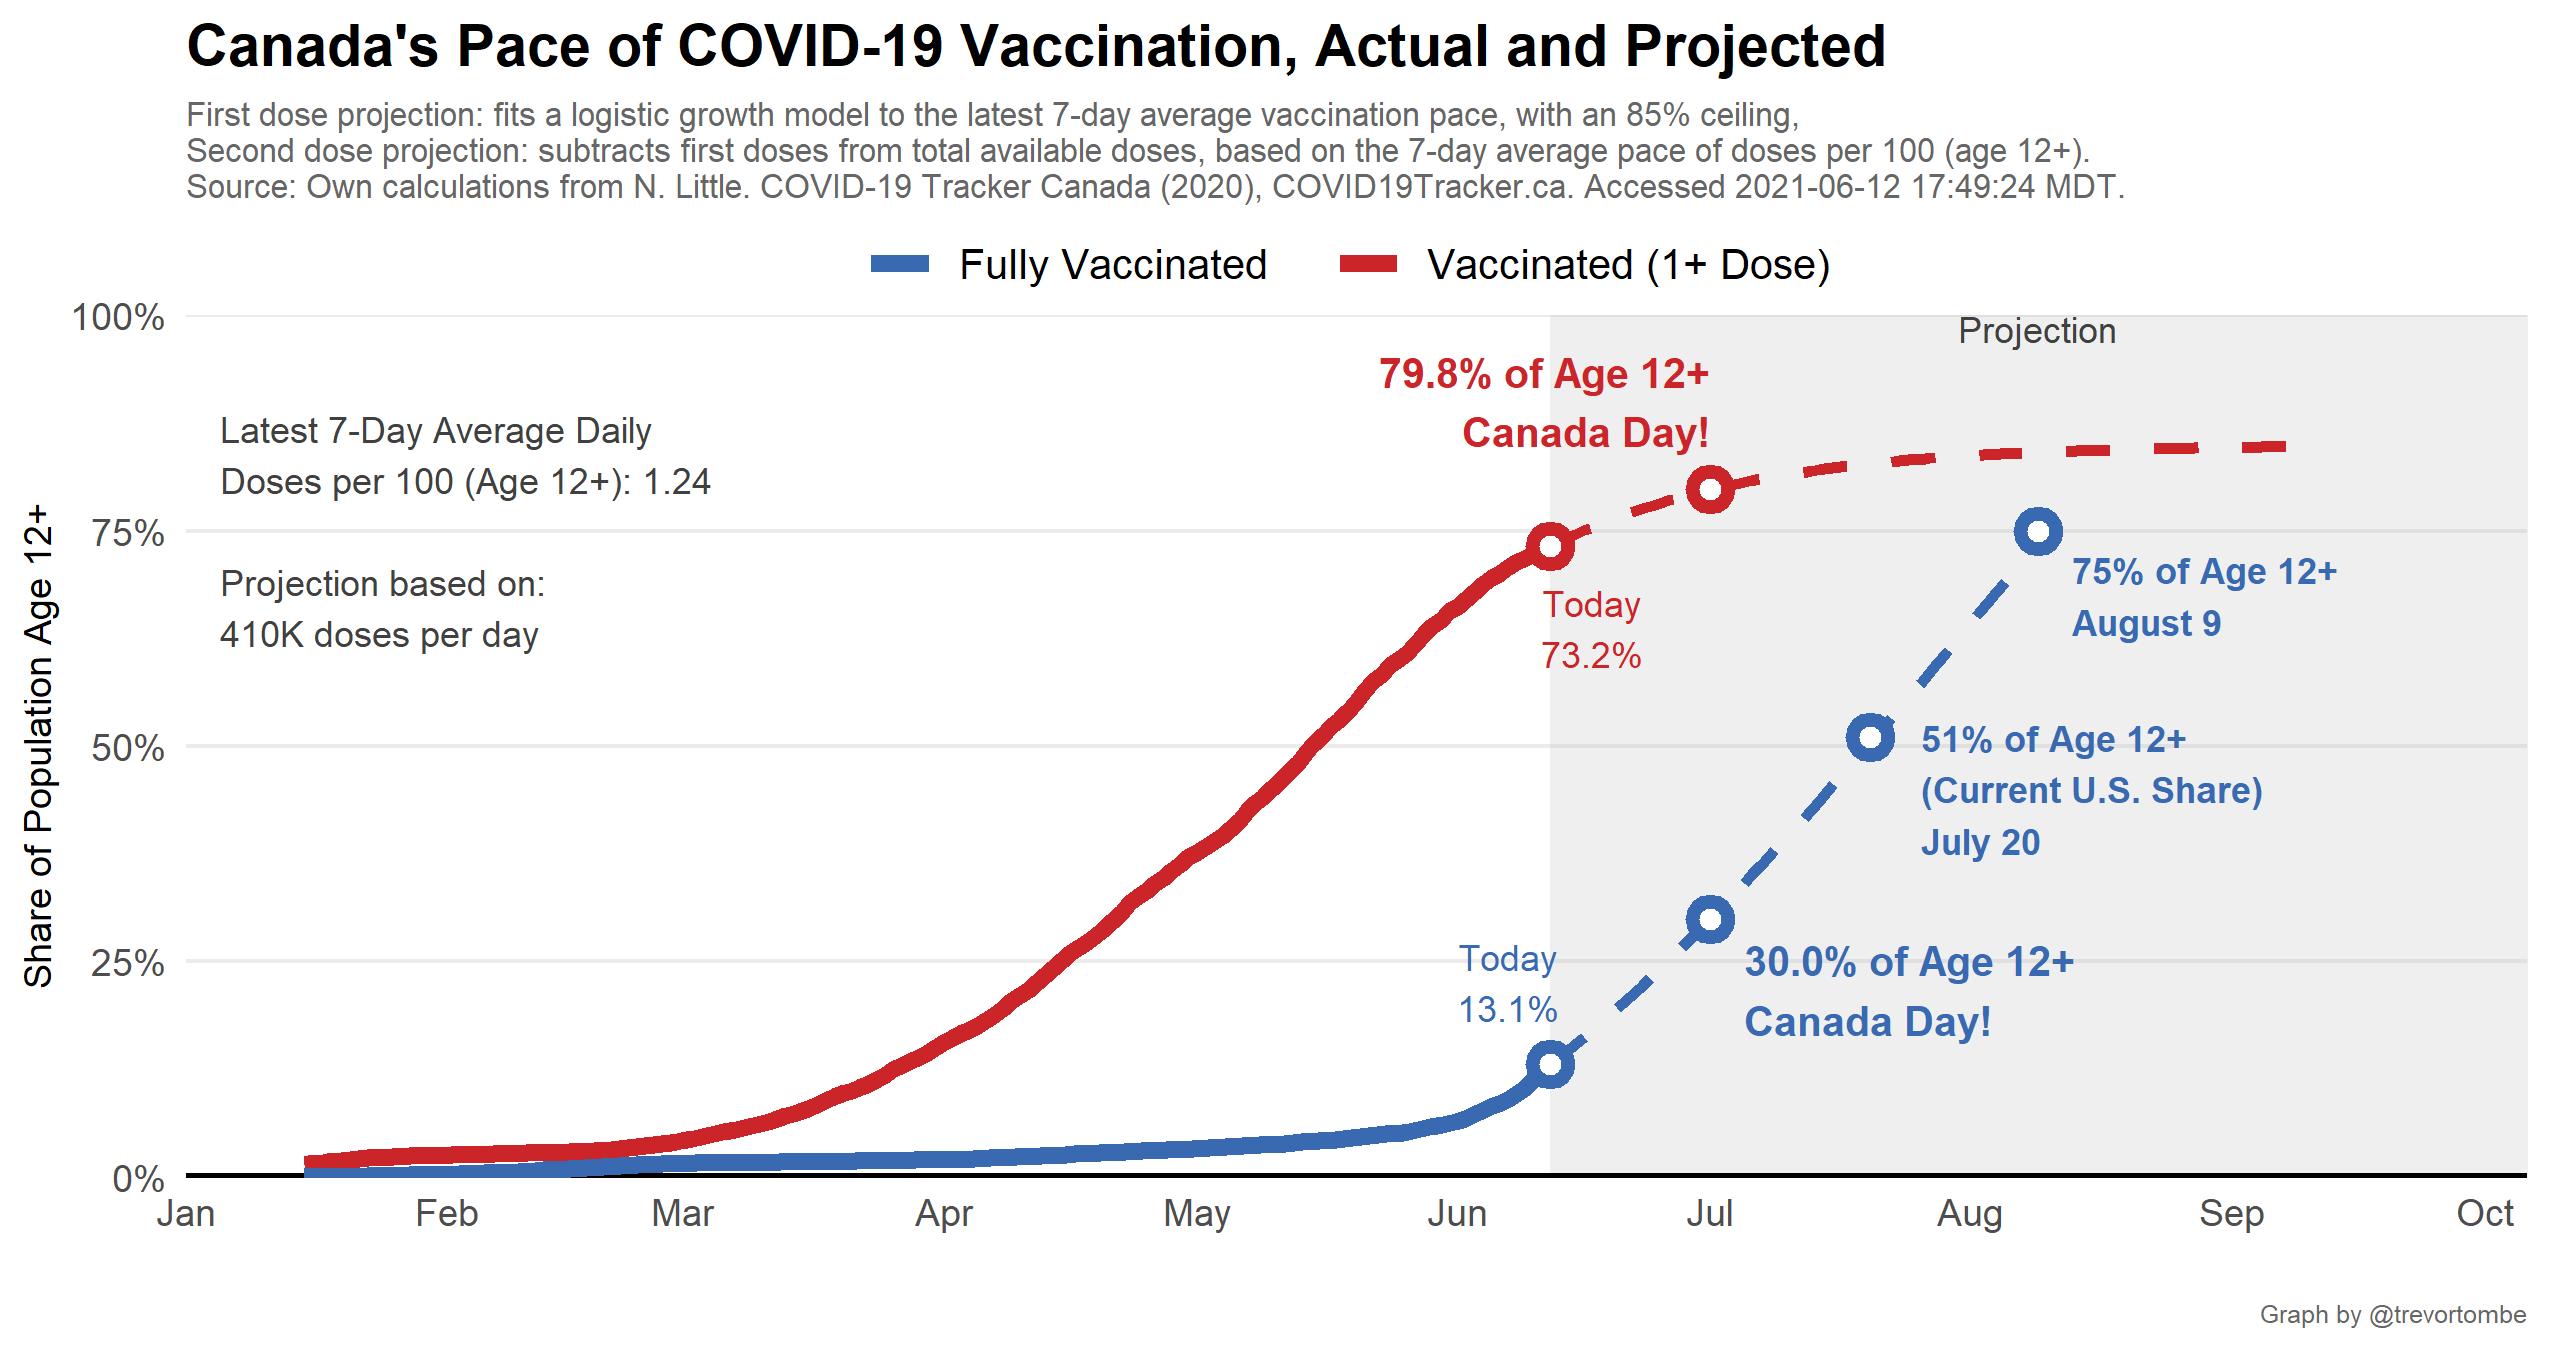 Canada's Pace of COVID-19 Vaccination, Actual and Projected
First dose projection: fits a logistic growth model to the latest 7-day average vaccination pace, with an 85% ceiling,
Second dose projection: subtracts first doses from total available doses, based on the 7-day average pace of doses per 100 (age 12+).
Source: Own calculations from N. Little. COVID-19 Tracker Canada (2020), COVID19Tracker.ca. Accessed 2021-06-12 17:49:24 MDT.
Fully Vaccinated
Vaccinated (1+ Dose)
Share of Population Age 12+
100%
75%
50%
25%
0%
Latest 7-Day Average Daily
Doses per 100 (Age 12+): 1.24
Projection based on:
410K doses per day
Projection
79.8% of Age 12+
Canada Day!
Today
73.2%
75% of Age 12+
August 9
51% of Age 12+
(Current U.S. Share)
July 20
Today
13.1%
30.0% of Age 12+
Canada Day!
Jan
Feb
Mar
Apr
May
Jun
Jul
Aug
Sep
Oct
Graph by @trevortombe